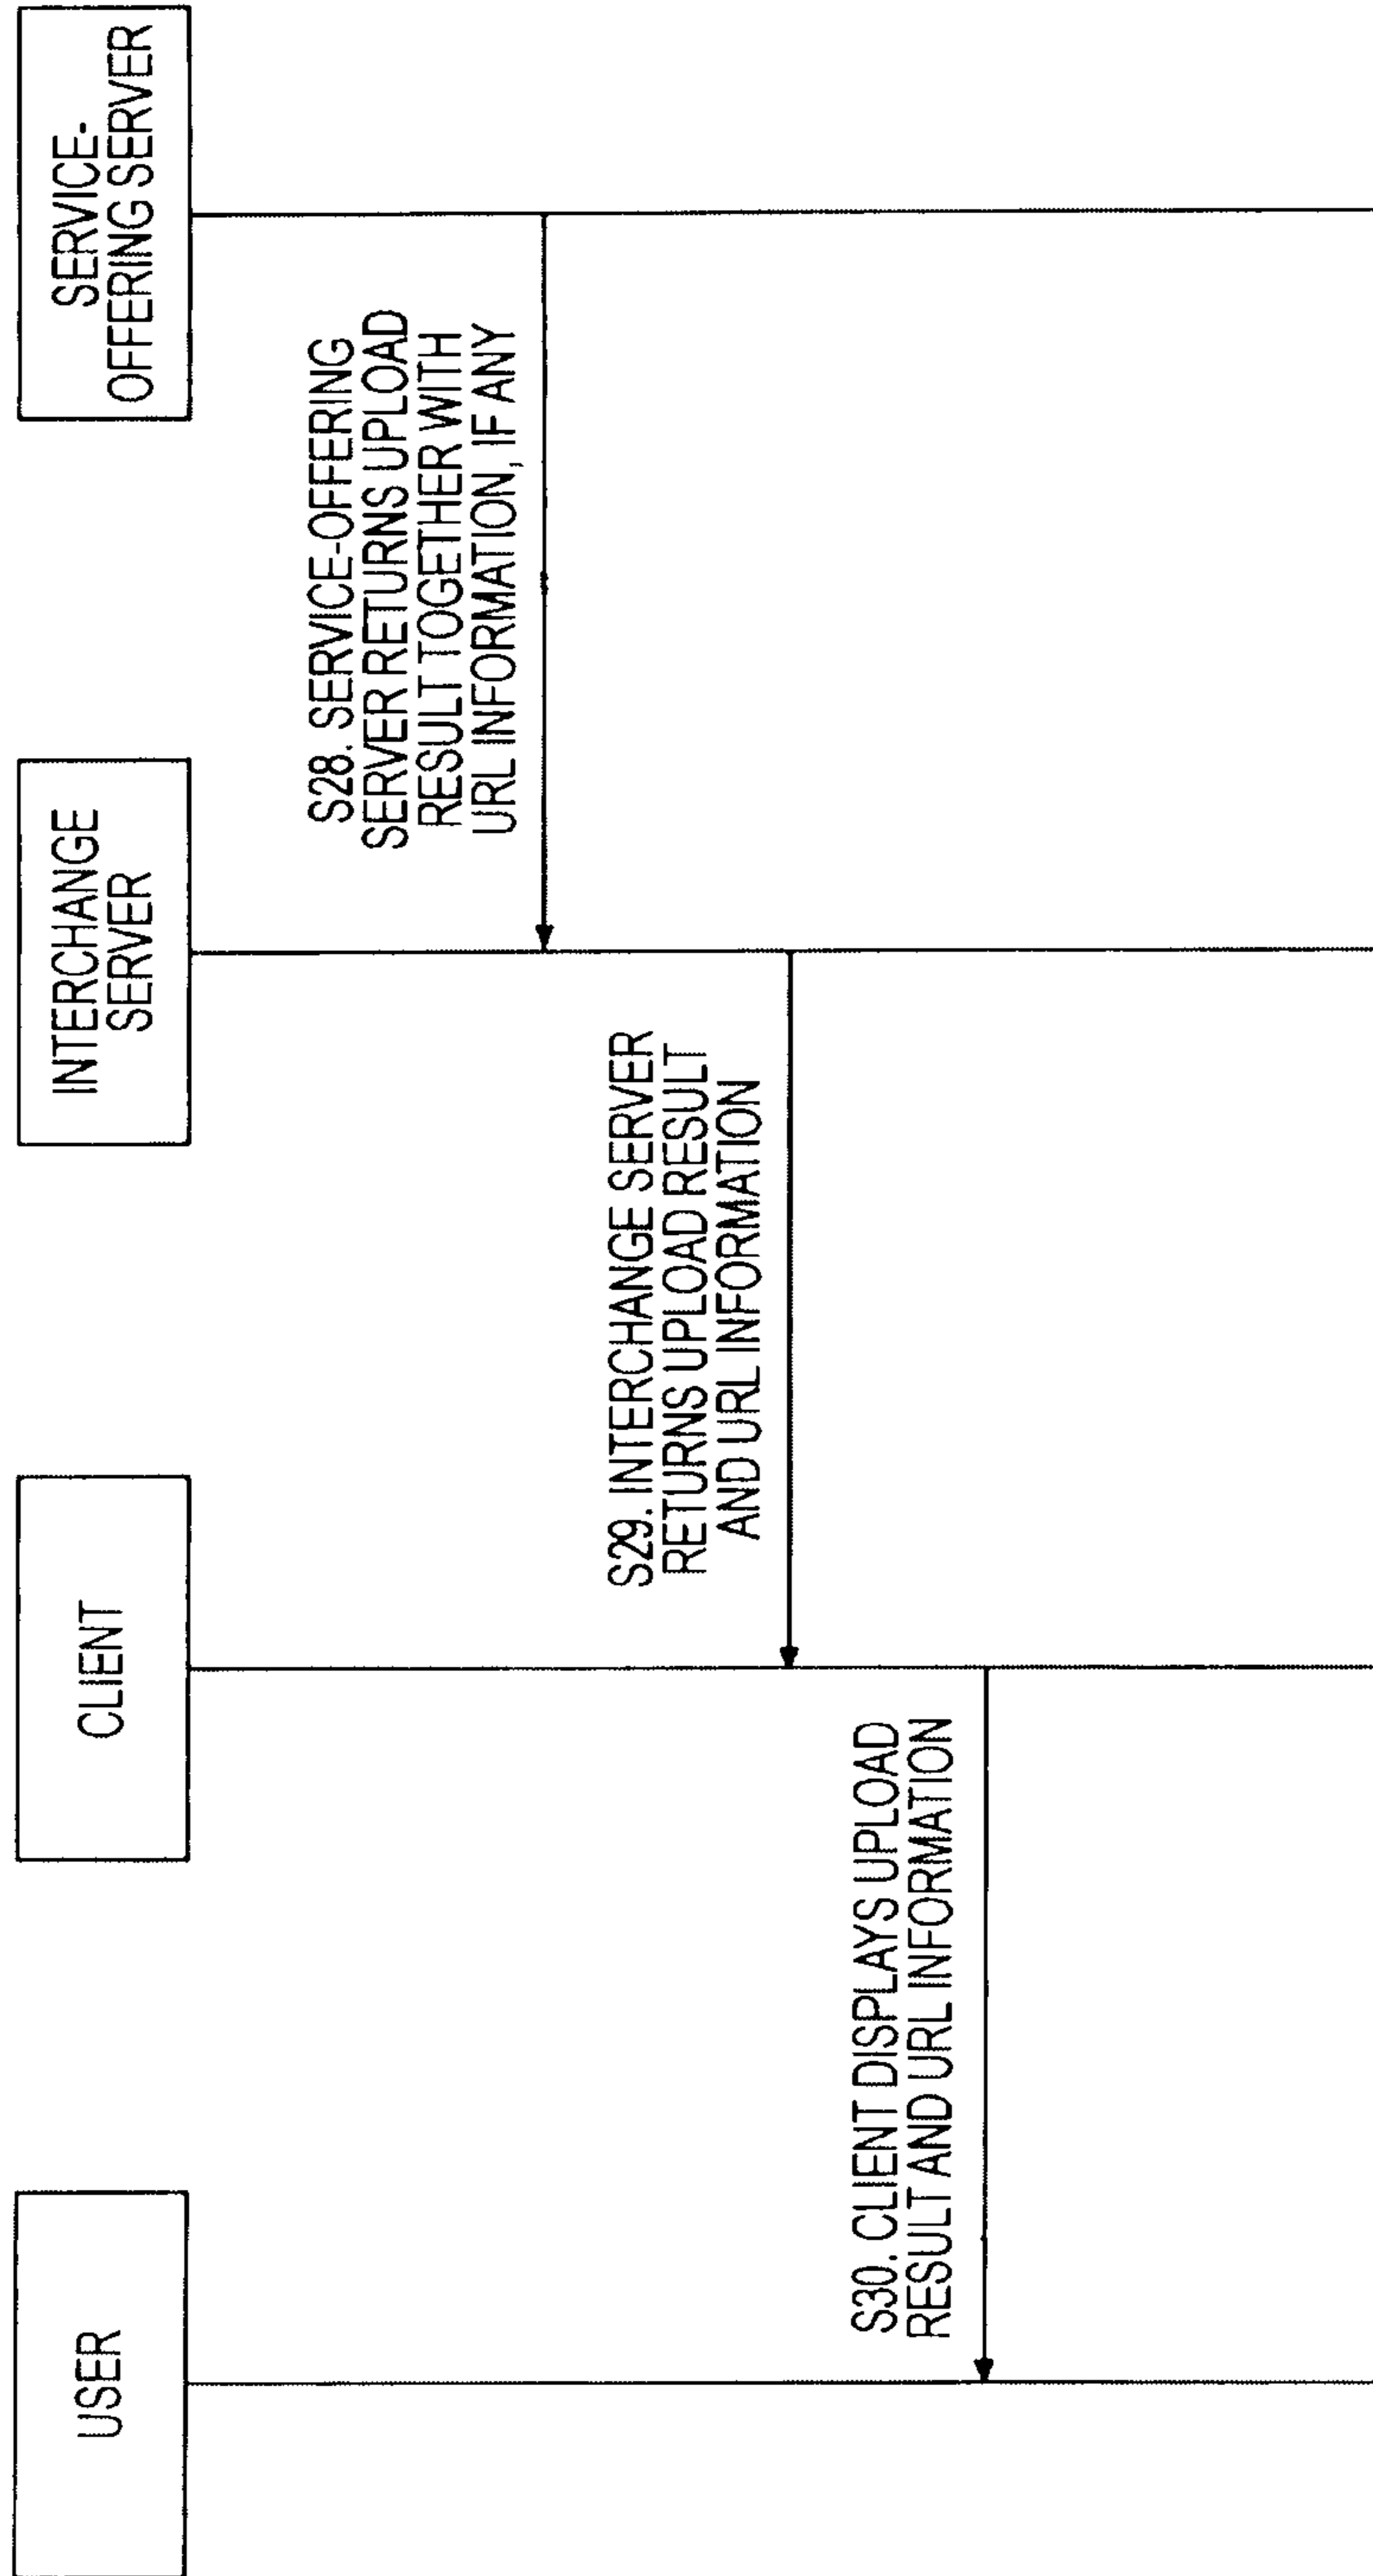 USER
CLIENT
INTERCHANGE
SERVER
SERVICE-
OFFERING SERVER
S28. SERVICE-OFFERING
SERVER RETURNS UPLOAD
RESULT TOGETHER WITH
URL INFORMATION, IF ANY
S29. INTERCHANGE SERVER
RETURNS UPLOAD RESULT
AND URL INFORMATION
S30. CLIENT DISPLAYS UPLOAD
RESULT AND URL INFORMATION